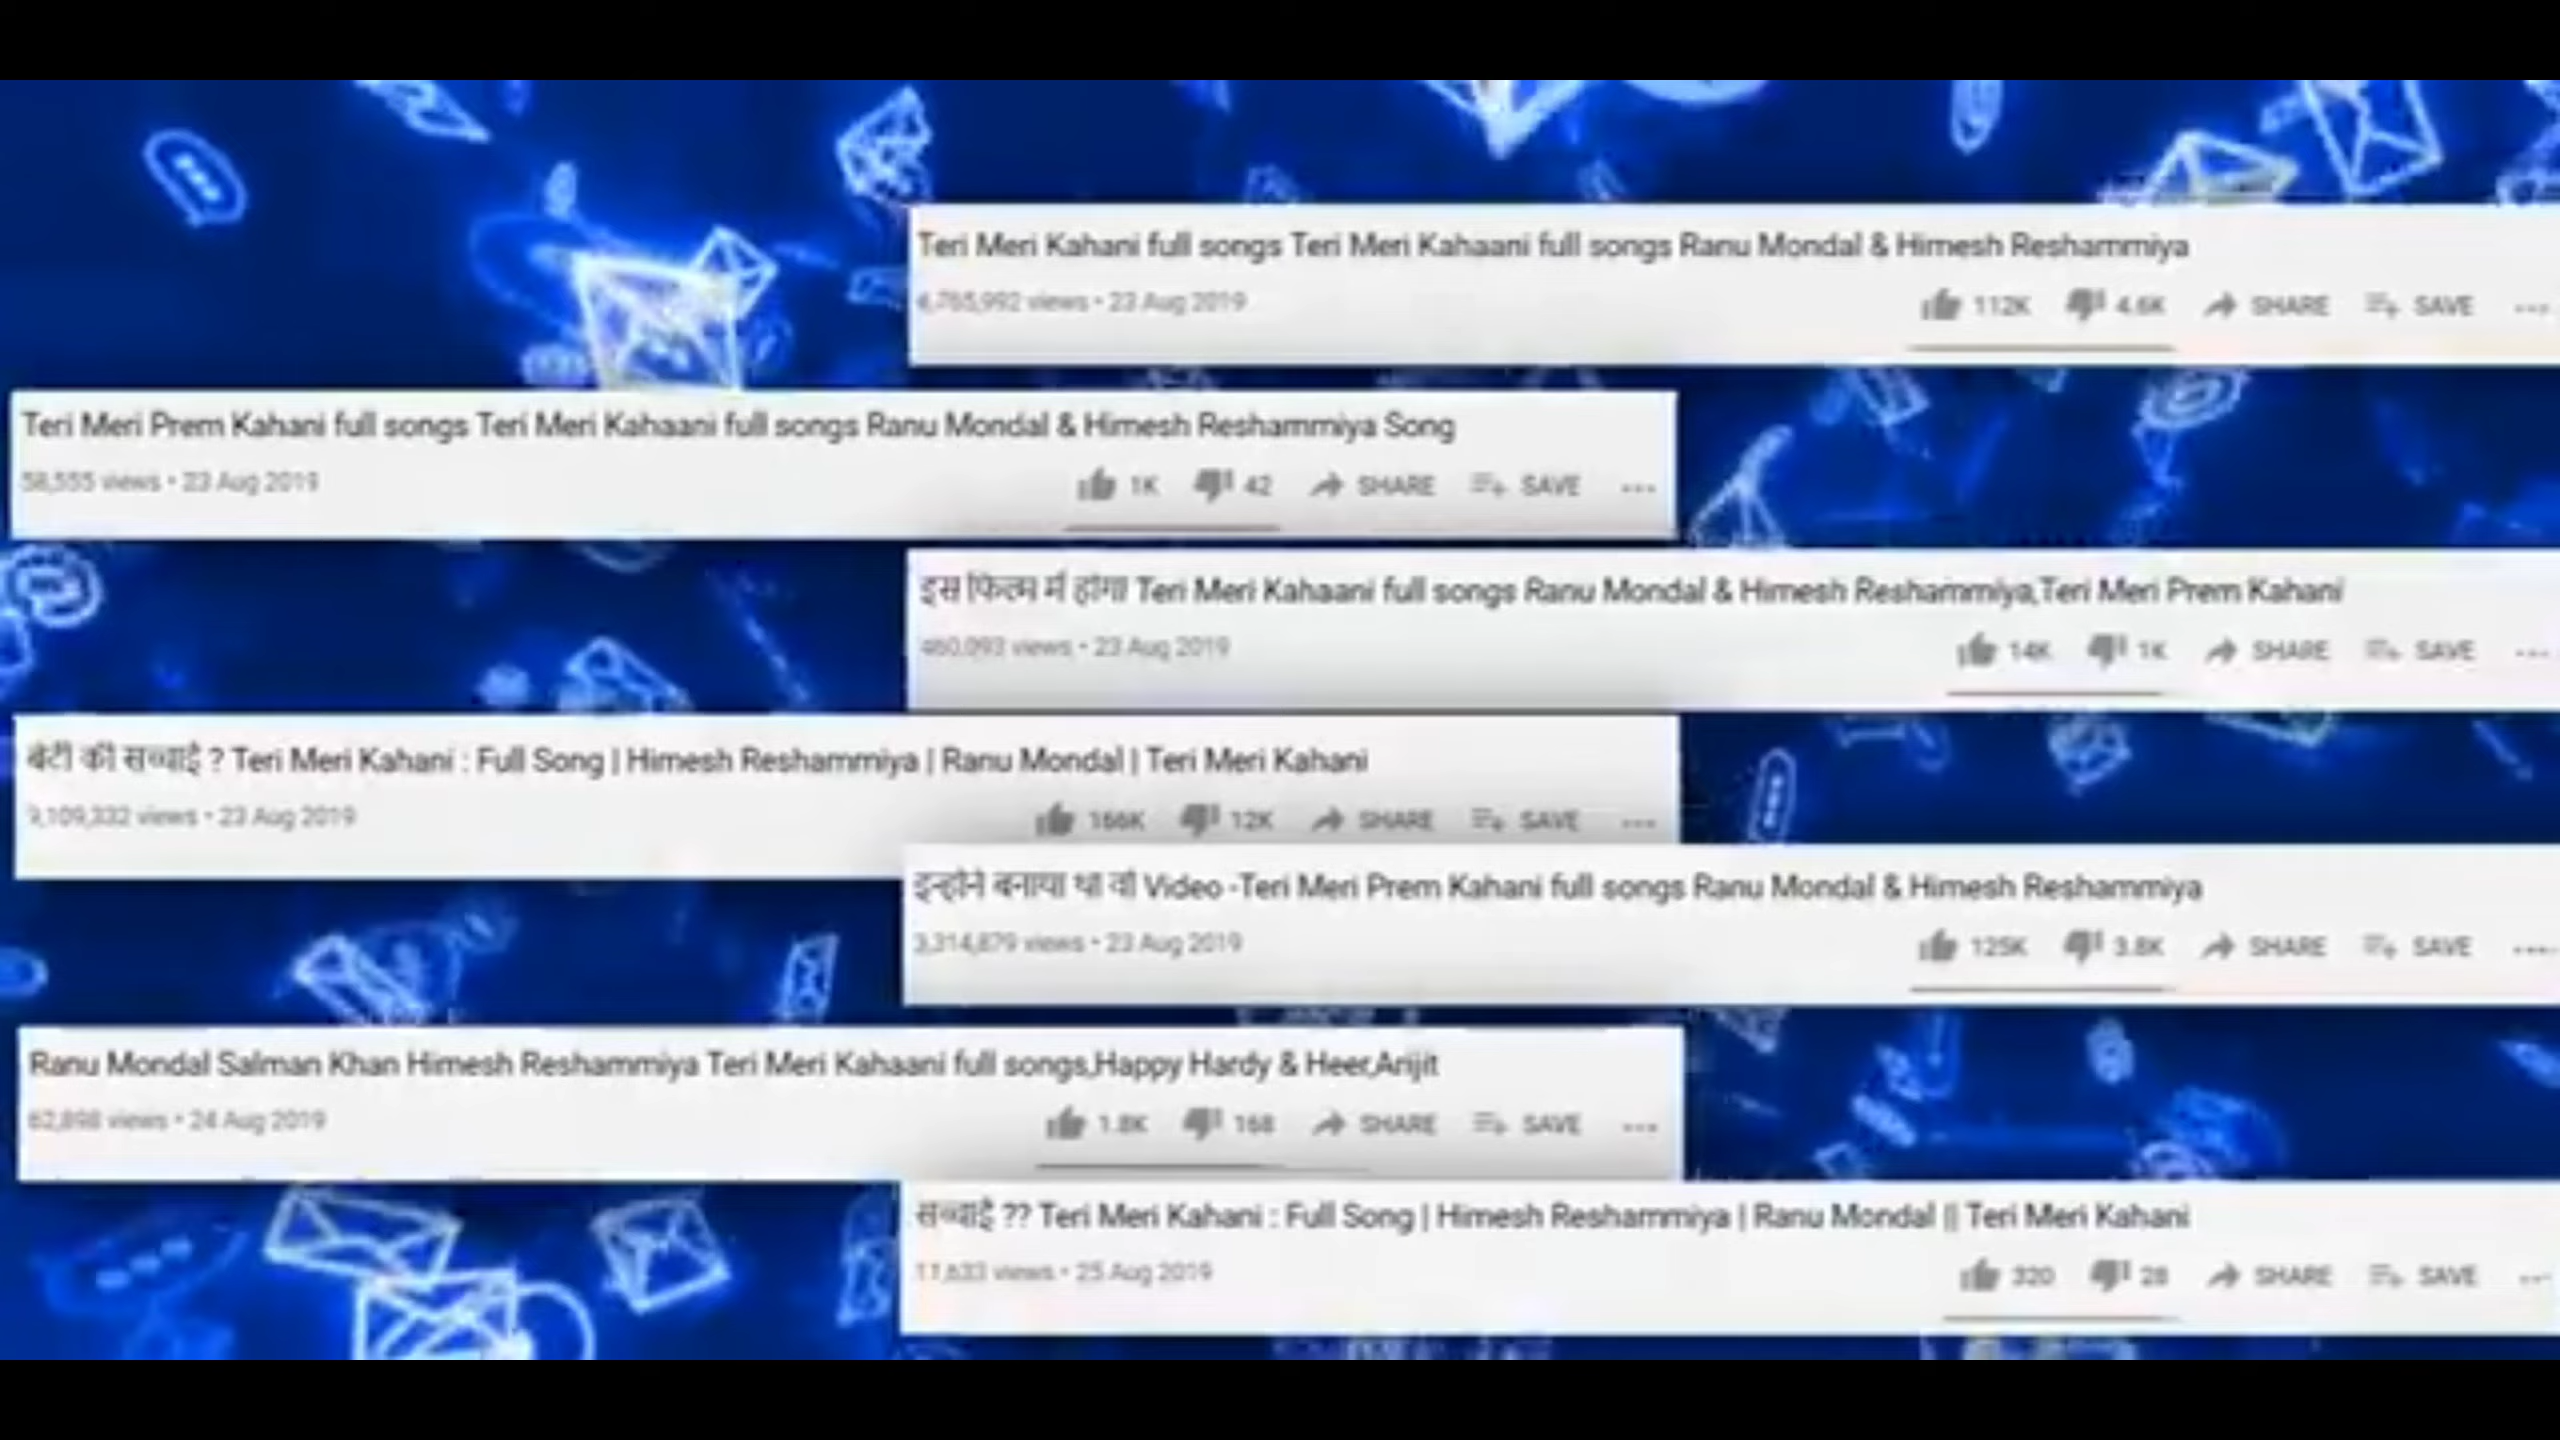 Teri Meri Kahani full songs Teri Meri Kahaani full songs Ranu Mondal & Himesh Reshammiya
4,765,992 views • 23 Aug 2019
112K 4.6K SHARE SAVE
Teri Meri Prem Kahani full songs Teri Meri Kahaani full songs Ranu Mondal & Himesh Reshammiya Song
58,555 views • 23 Aug 2019
1K 42 SHARE SAVE
इस फिल्म में होगा Teri Meri Kahaani full songs Ranu Mondal & Himesh Reshammiya,Teri Meri Prem Kahani
460,093 views • 23 Aug 2019
14K 1K SHARE SAVE
बेटी की सच्चाई ? Teri Meri Kahani : Full Song | Himesh Reshammiya | Ranu Mondal | Teri Meri Kahani
9,109,332 views • 23 Aug 2019
166K 12K SHARE SAVE
इन्होने बनाया था वो Video -Teri Meri Prem Kahani full songs Ranu Mondal & Himesh Reshammiya
3,314,879 views • 23 Aug 2019
125K 3.8K SHARE SAVE
Ranu Mondal Salman Khan Himesh Reshammiya Teri Meri Kahaani full songs,Happy Hardy & Heer,Arijit
62,898 views • 24 Aug 2019
1.8K 168 SHARE SAVE
सच्चाई ?? Teri Meri Kahani : Full Song | Himesh Reshammiya | Ranu Mondal || Teri Meri Kahani
11,633 views • 25 Aug 2019
320 28 SHARE SAVE